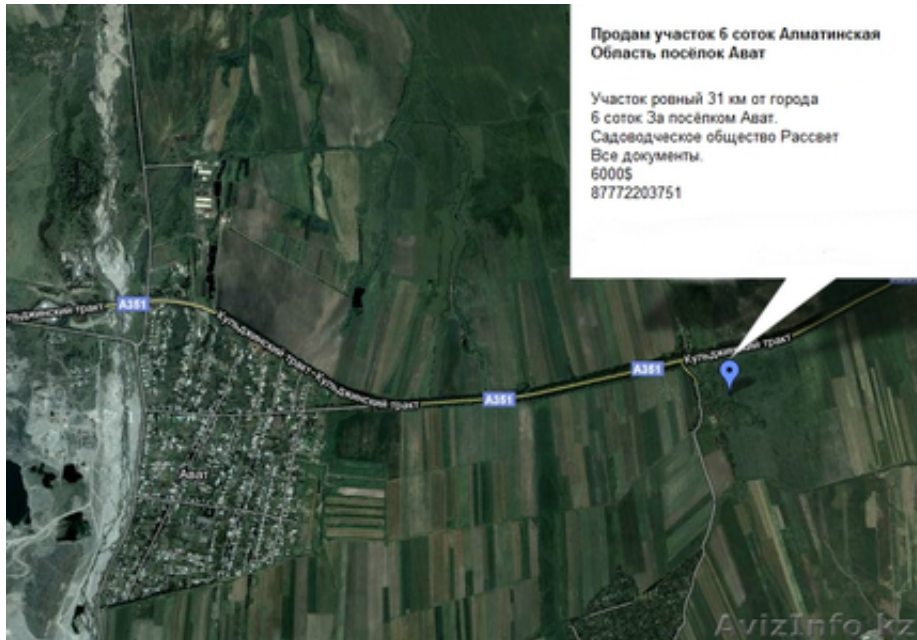 Продам участок 6 соток Алматинская
Область посёлок Ават
Участок ровный 31 км от города
6 соток За посёлком Ават.
Садоводческое общество Рассвет
Все документы.
6000$
87772203751
Кульджинский тракт
A351
Кульджинский тракт
A351
Кульджинский тракт-Кульджинский тракт
A351
Ават
AvizInfo.kz